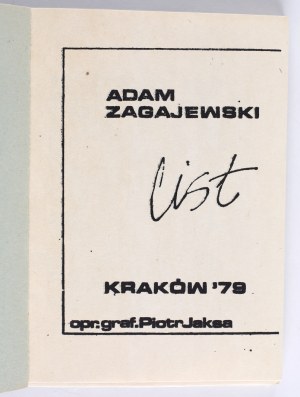 ADAM
ZAGAJEWSKI
list
KRAKÓW '79
opr. graf. Piotr Jaksa